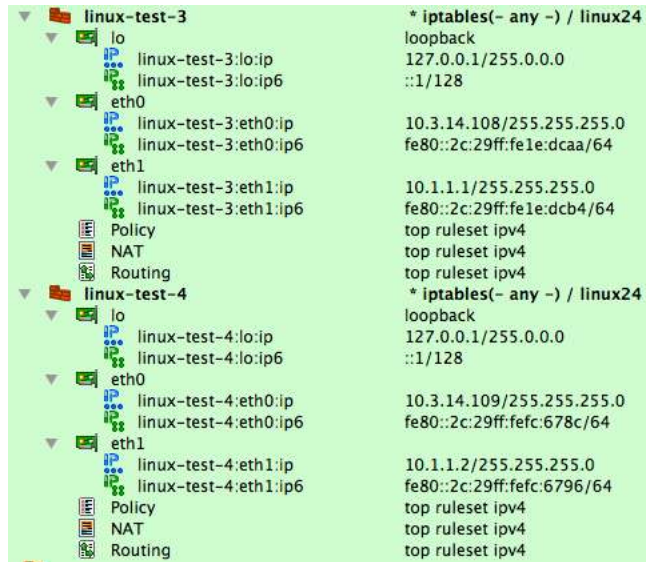 linux-test-3 * iptables(- any -) / linux24
lo loopback
linux-test-3:lo:ip 127.0.0.1/255.0.0.0
linux-test-3:lo:ip6 ::1/128
eth0
linux-test-3:eth0:ip 10.3.14.108/255.255.255.0
linux-test-3:eth0:ip6 fe80::2c:29ff:fe1e:dcaa/64
eth1
linux-test-3:eth1:ip 10.1.1.1/255.255.255.0
linux-test-3:eth1:ip6 fe80::2c:29ff:fe1e:dcb4/64
Policy top ruleset ipv4
NAT top ruleset ipv4
Routing top ruleset ipv4
linux-test-4 * iptables(- any -) / linux24
lo loopback
linux-test-4:lo:ip 127.0.0.1/255.0.0.0
linux-test-4:lo:ip6 ::1/128
eth0
linux-test-4:eth0:ip 10.3.14.109/255.255.255.0
linux-test-4:eth0:ip6 fe80::2c:29ff:fefc:678c/64
eth1
linux-test-4:eth1:ip 10.1.1.2/255.255.255.0
linux-test-4:eth1:ip6 fe80::2c:29ff:fefc:6796/64
Policy top ruleset ipv4
NAT top ruleset ipv4
Routing top ruleset ipv4